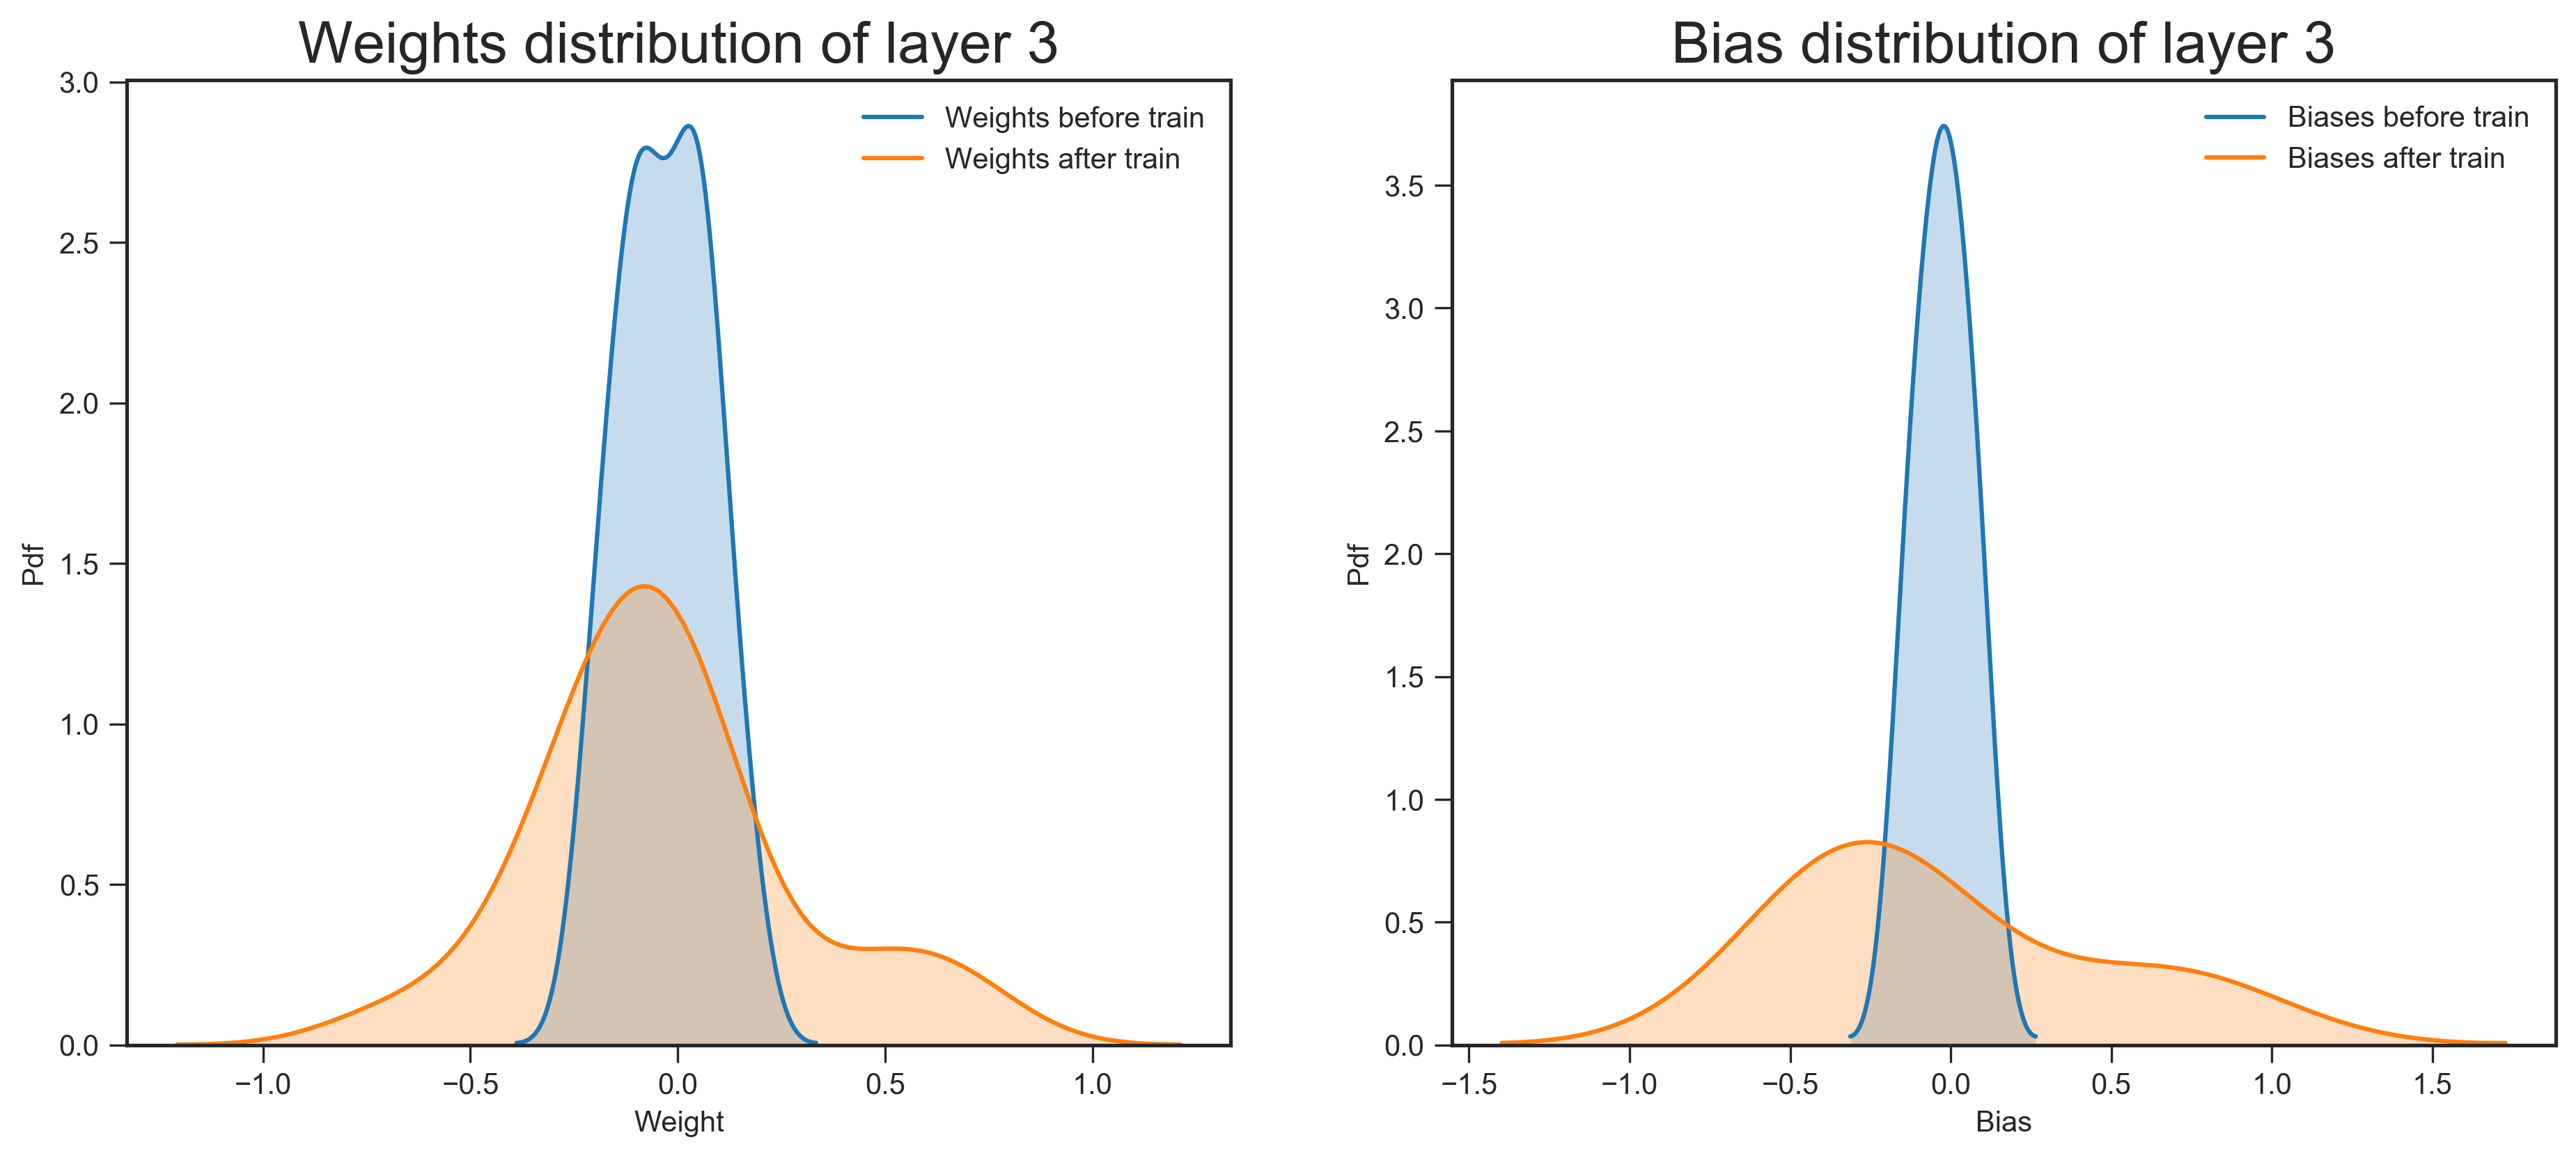 Weights distribution of layer 3
Weights before train
Weights after train
3.0
2.5
2.0
1.5
1.0
0.5
0.0
Pdf
−1.0 −0.5 0.0 0.5 1.0
Weight
Bias distribution of layer 3
Biases before train
Biases after train
3.5
3.0
2.5
2.0
1.5
1.0
0.5
0.0
Pdf
−1.5 −1.0 −0.5 0.0 0.5 1.0 1.5
Bias